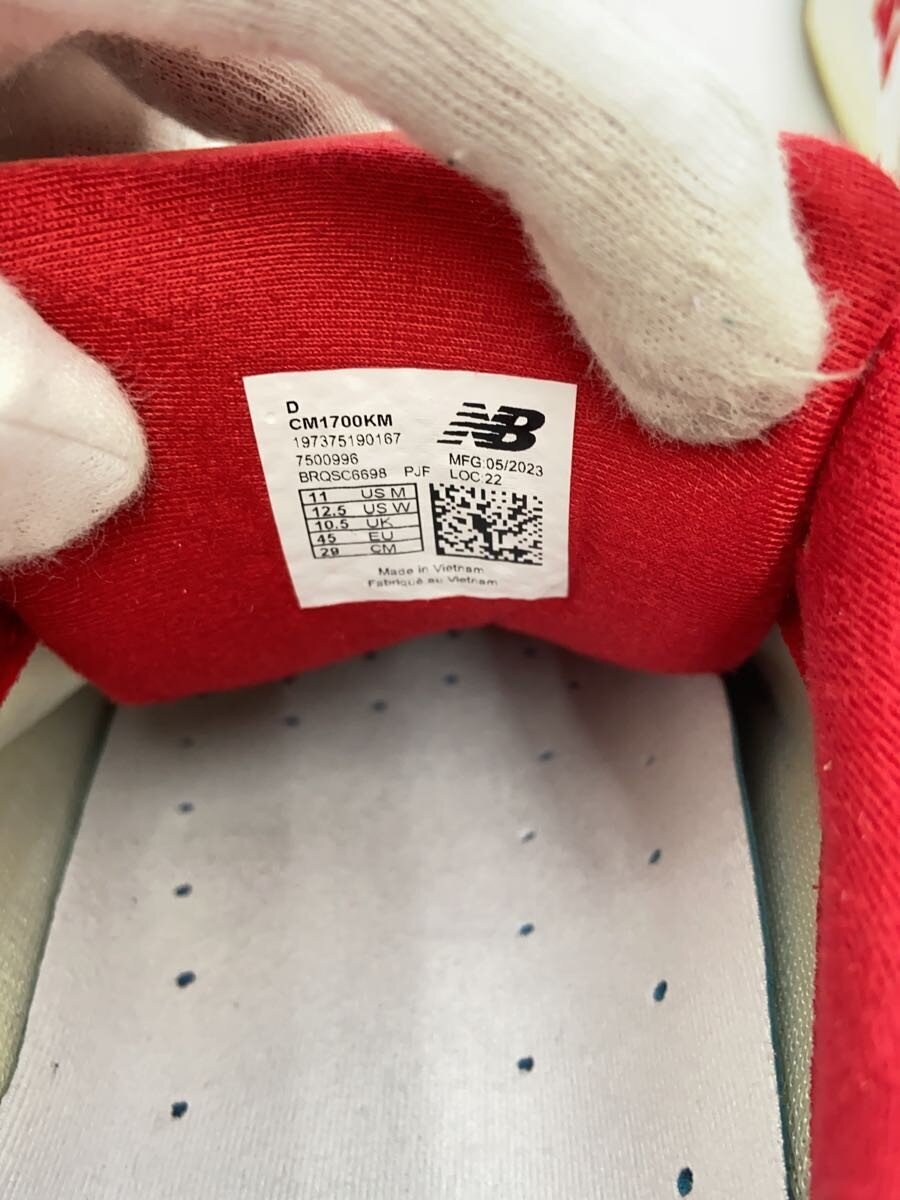 D
CM1700KM
197375190167
7500996
BRQSC6698 PJF
NB
MFG:05/2023
LOC:22
11 US M
12.5 US W
10.5 UK
45 EU
29 CM
Made in Vietnam
Fabriqué au Vietnam